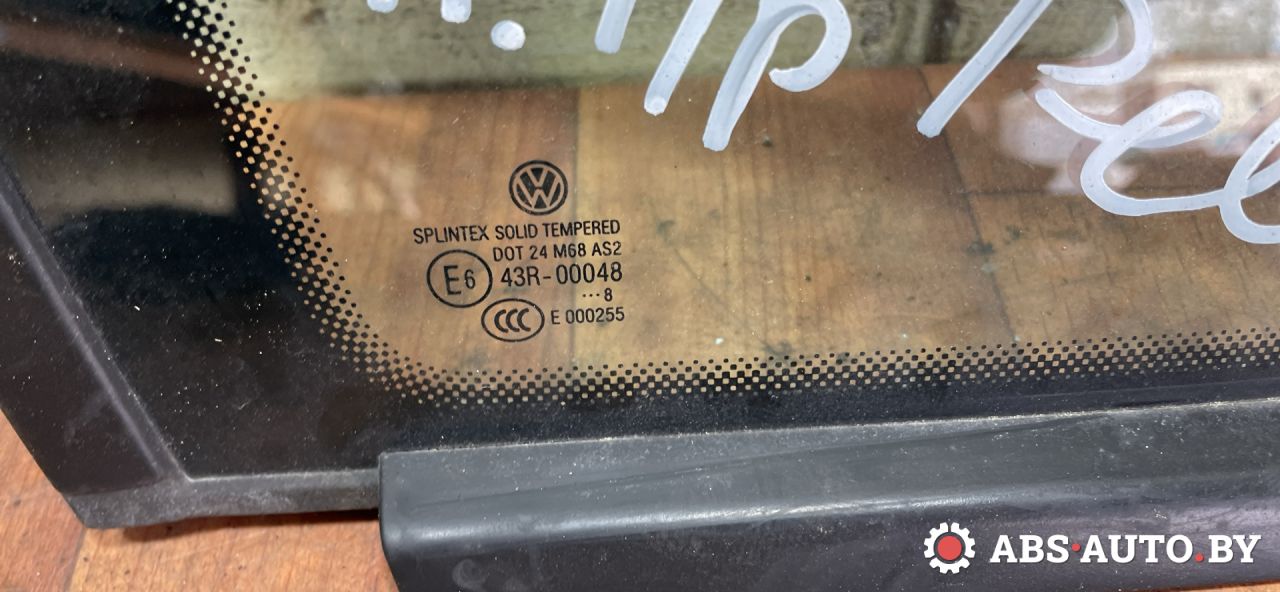 SPLINTEX SOLID TEMPERED
DOT 24 M68 AS2
E6 43R-00048
···8
CCC E 000255
ABS·AUTO.BY